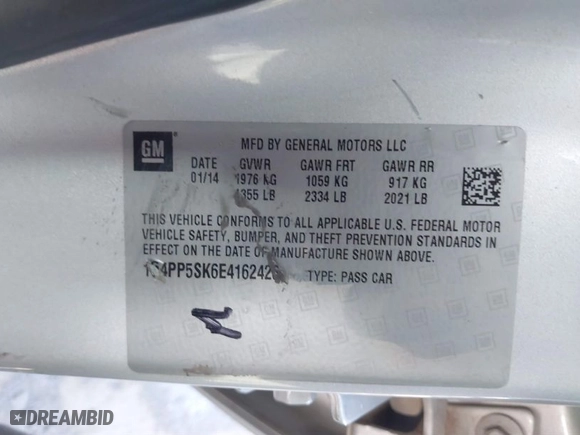 GM
MFD BY GENERAL MOTORS LLC
DATE GVWR GAWR FRT GAWR RR
01/14 1976 KG 1059 KG 917 KG
4355 LB 2334 LB 2021 LB
THIS VEHICLE CONFORMS TO ALL APPLICABLE U.S. FEDERAL MOTOR
VEHICLE SAFETY, BUMPER, AND THEFT PREVENTION STANDARDS IN
EFFECT ON THE DATE OF MANUFACTURE SHOWN ABOVE.
TYPE: PASS CAR
DREAMBID